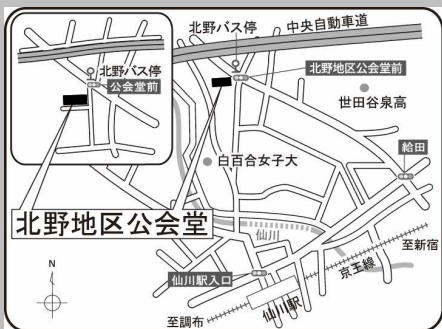 北野バス停
公会堂前
北野バス停
中央自動車道
北野地区公会堂前
世田谷泉高
給田
白百合女子大
北野地区公会堂
仙川
至新宿
京王線
仙川駅入口
仙川駅
至調布
N